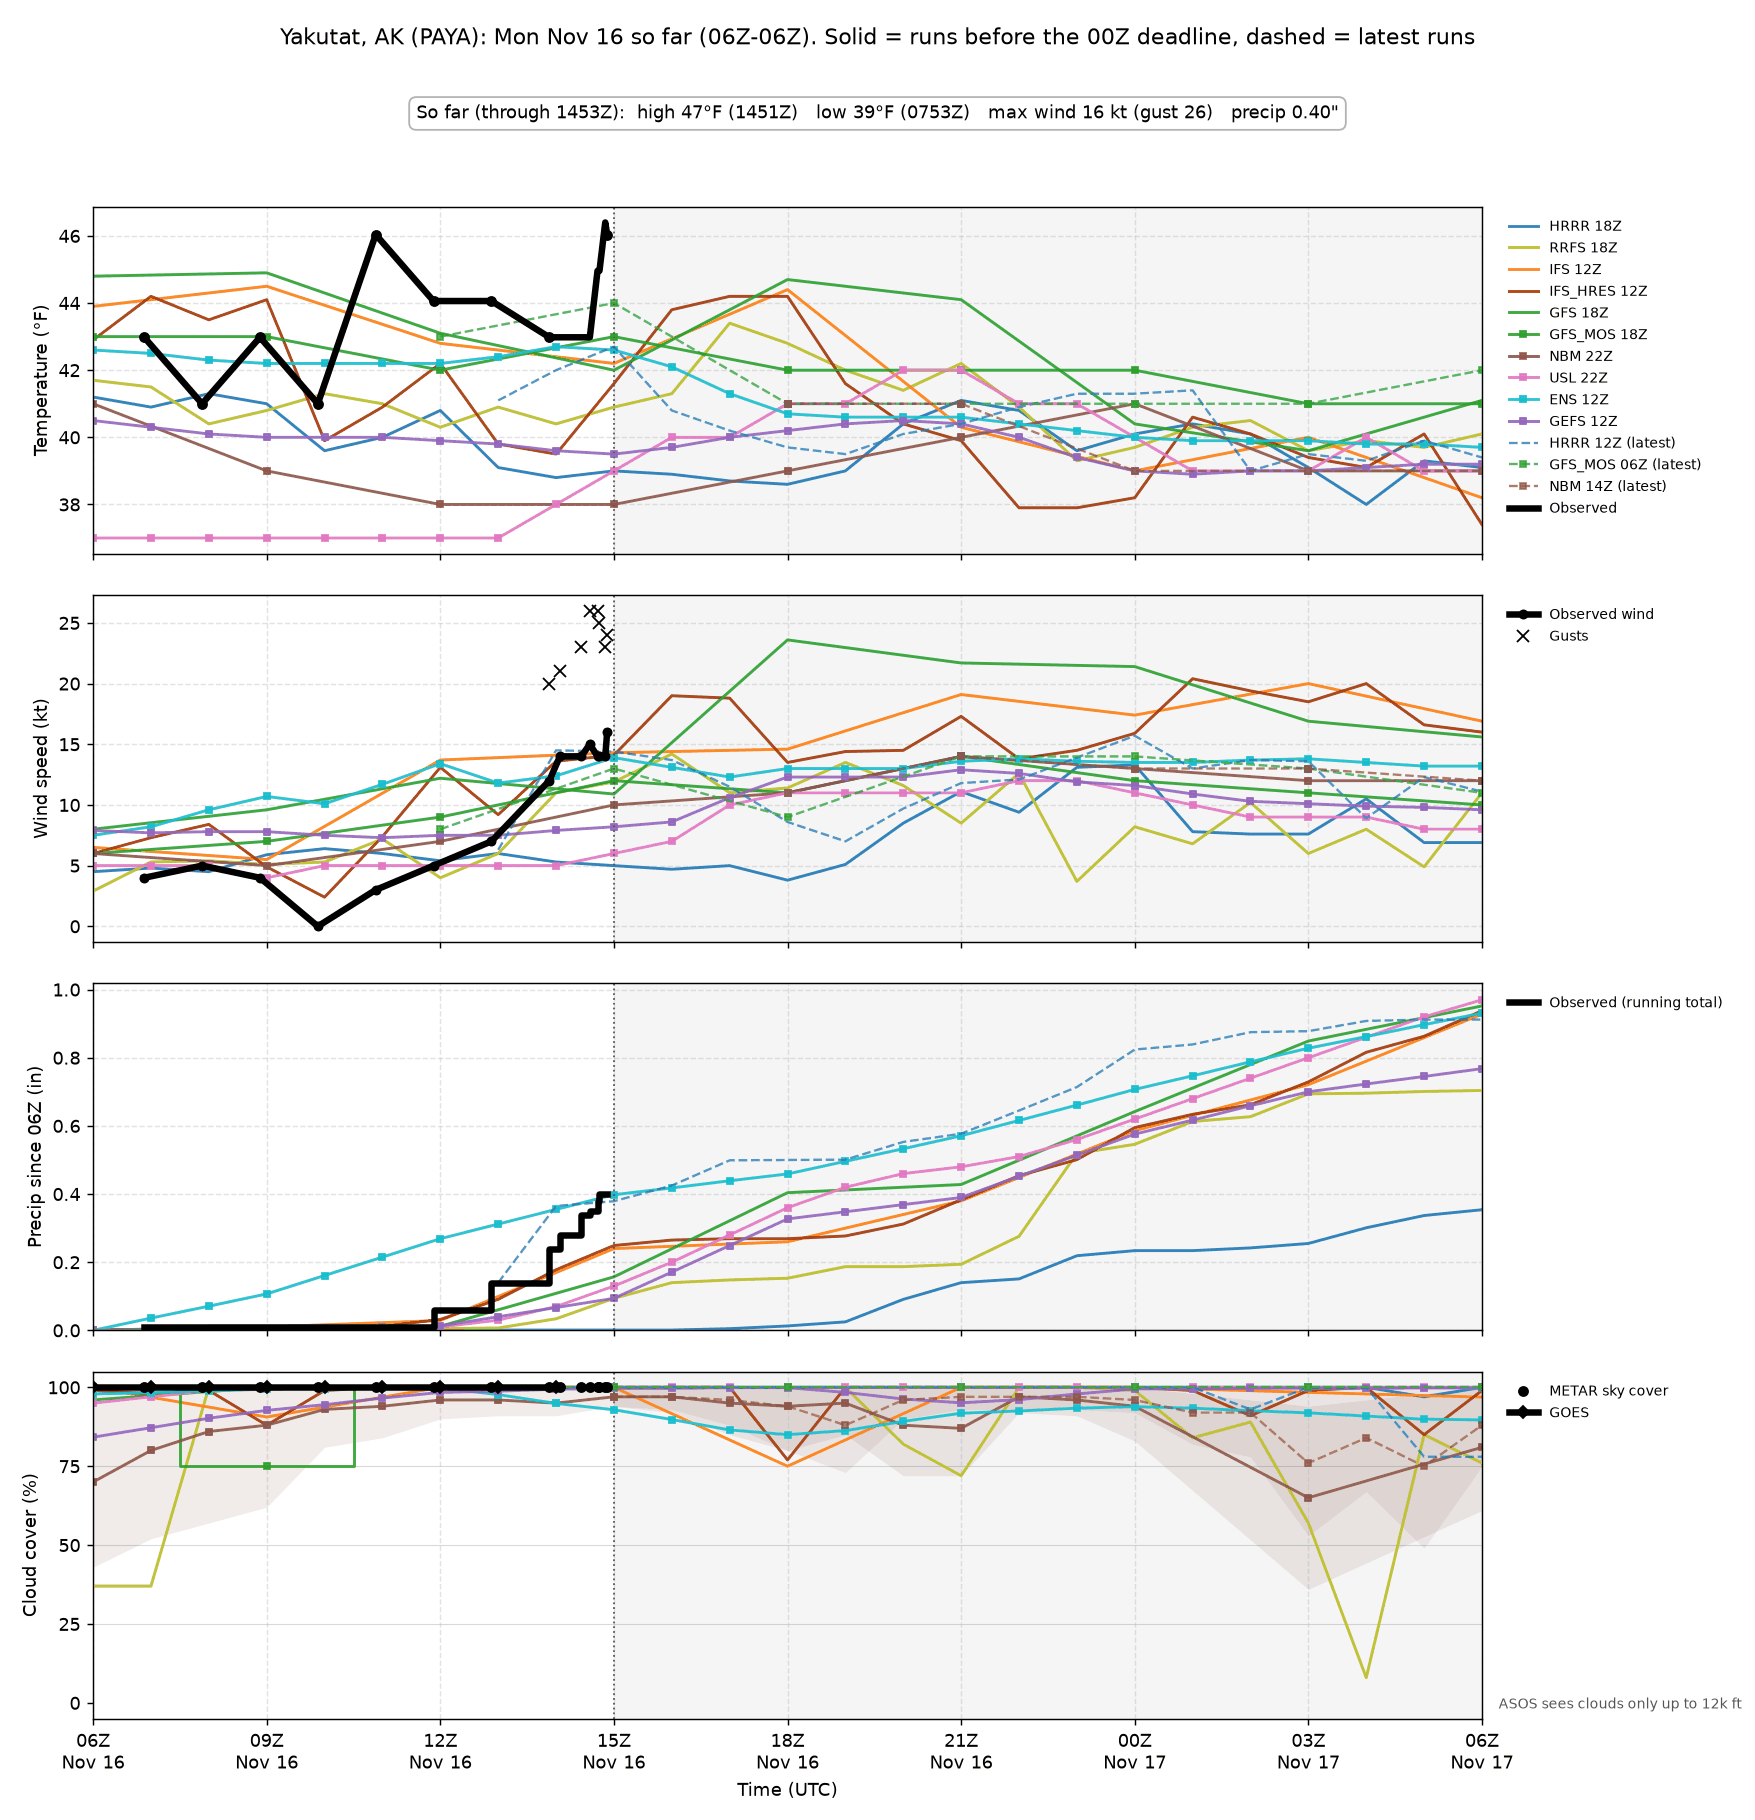 Yakutat, AK (PAYA): Mon Nov 16 so far (06Z-06Z). Solid = runs before the 00Z deadline, dashed = latest runs
So far (through 1453Z):  high 47°F (1451Z)   low 39°F (0753Z)   max wind 16 kt (gust 26)   precip 0.40"
Temperature (°F)
46
44
42
40
38
HRRR 18Z
RRFS 18Z
IFS 12Z
IFS_HRES 12Z
GFS 18Z
GFS_MOS 18Z
NBM 22Z
USL 22Z
ENS 12Z
GEFS 12Z
HRRR 12Z (latest)
GFS_MOS 06Z (latest)
NBM 14Z (latest)
Observed
Wind speed (kt)
25
20
15
10
5
0
Observed wind
Gusts
Precip since 06Z (in)
1.0
0.8
0.6
0.4
0.2
0.0
Observed (running total)
Cloud cover (%)
100
75
50
25
0
METAR sky cover
GOES
ASOS sees clouds only up to 12k ft
06Z
Nov 16
09Z
Nov 16
12Z
Nov 16
15Z
Nov 16
18Z
Nov 16
21Z
Nov 16
00Z
Nov 17
03Z
Nov 17
06Z
Nov 17
Time (UTC)